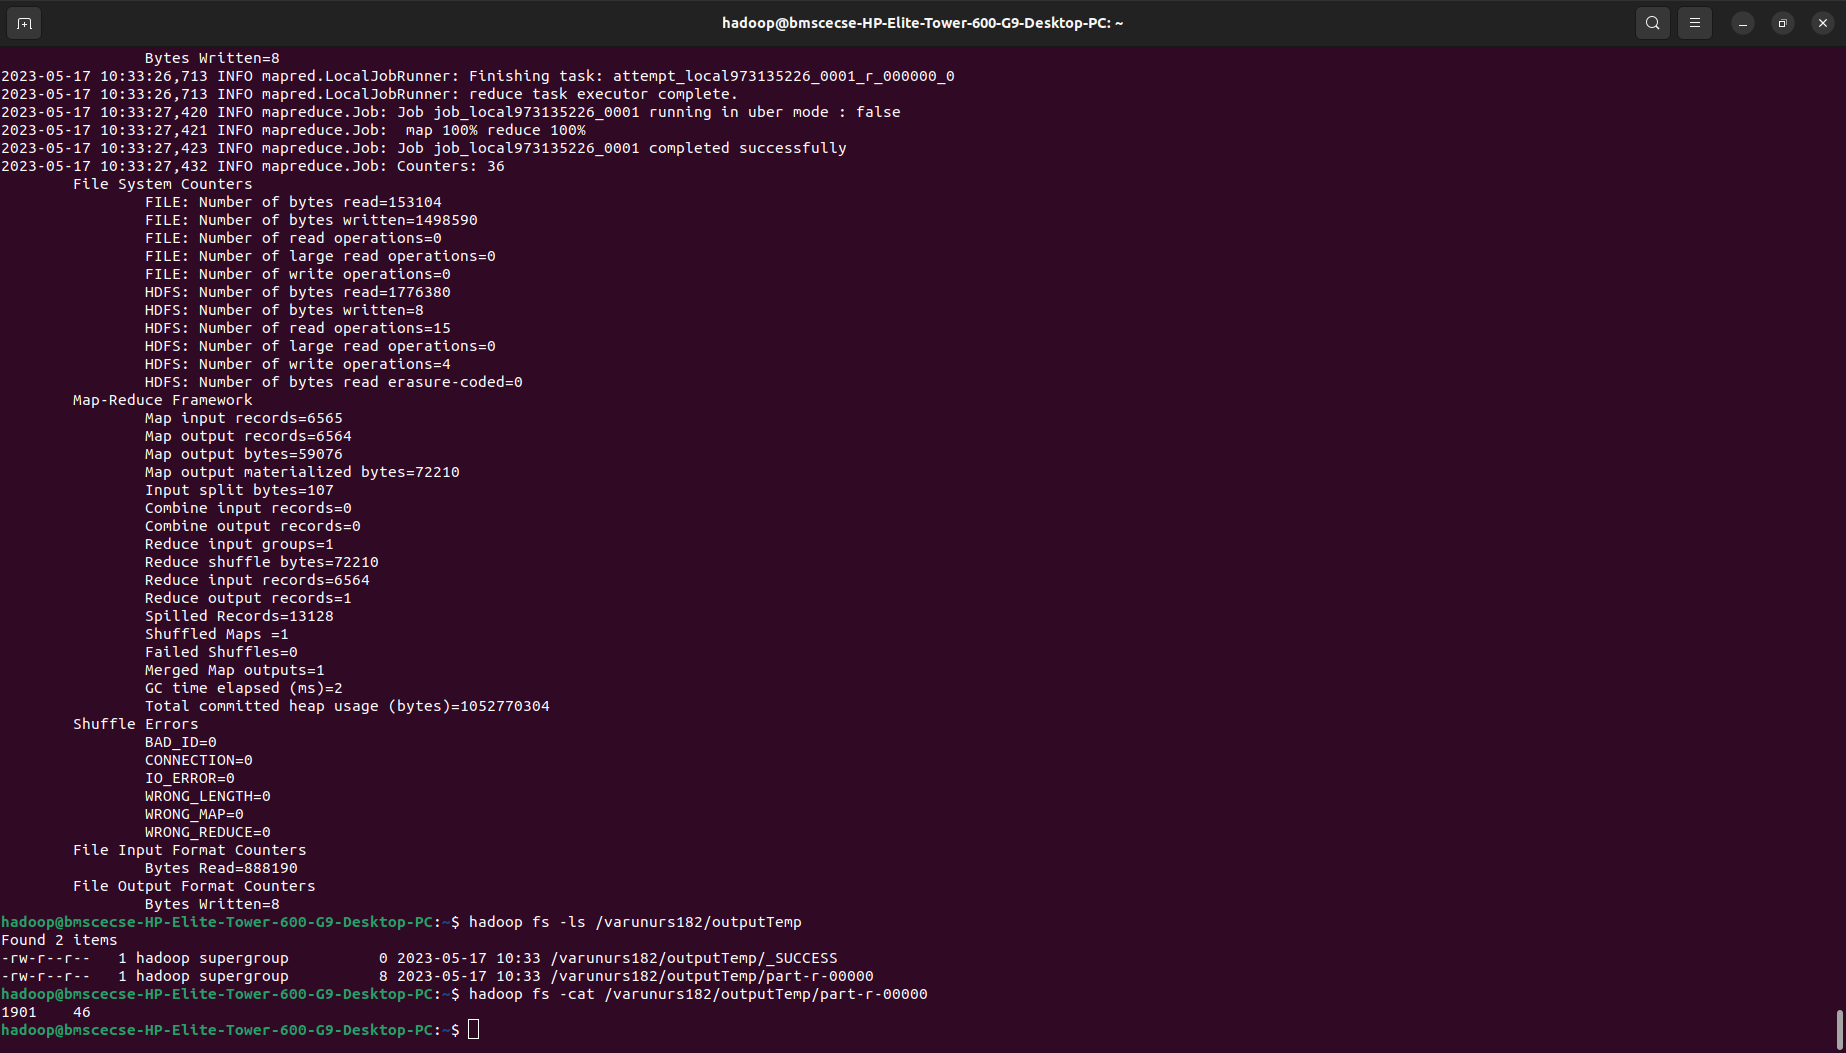 hadoop@bmscecse-HP-Elite-Tower-600-G9-Desktop-PC: ~
Bytes Written=8
2023-05-17 10:33:26,713 INFO mapred.LocalJobRunner: Finishing task: attempt_local973135226_0001_r_000000_0
2023-05-17 10:33:26,713 INFO mapred.LocalJobRunner: reduce task executor complete.
2023-05-17 10:33:27,420 INFO mapreduce.Job: Job job_local973135226_0001 running in uber mode : false
2023-05-17 10:33:27,421 INFO mapreduce.Job:  map 100% reduce 100%
2023-05-17 10:33:27,423 INFO mapreduce.Job: Job job_local973135226_0001 completed successfully
2023-05-17 10:33:27,432 INFO mapreduce.Job: Counters: 36
File System Counters
FILE: Number of bytes read=153104
FILE: Number of bytes written=1498590
FILE: Number of read operations=0
FILE: Number of large read operations=0
FILE: Number of write operations=0
HDFS: Number of bytes read=1776380
HDFS: Number of bytes written=8
HDFS: Number of read operations=15
HDFS: Number of large read operations=0
HDFS: Number of write operations=4
HDFS: Number of bytes read erasure-coded=0
Map-Reduce Framework
Map input records=6565
Map output records=6564
Map output bytes=59076
Map output materialized bytes=72210
Input split bytes=107
Combine input records=0
Combine output records=0
Reduce input groups=1
Reduce shuffle bytes=72210
Reduce input records=6564
Reduce output records=1
Spilled Records=13128
Shuffled Maps =1
Failed Shuffles=0
Merged Map outputs=1
GC time elapsed (ms)=2
Total committed heap usage (bytes)=1052770304
Shuffle Errors
BAD_ID=0
CONNECTION=0
IO_ERROR=0
WRONG_LENGTH=0
WRONG_MAP=0
WRONG_REDUCE=0
File Input Format Counters
Bytes Read=888190
File Output Format Counters
Bytes Written=8
hadoop@bmscecse-HP-Elite-Tower-600-G9-Desktop-PC:~$ hadoop fs -ls /varunurs182/outputTemp
Found 2 items
-rw-r--r--   1 hadoop supergroup          0 2023-05-17 10:33 /varunurs182/outputTemp/_SUCCESS
-rw-r--r--   1 hadoop supergroup          8 2023-05-17 10:33 /varunurs182/outputTemp/part-r-00000
hadoop@bmscecse-HP-Elite-Tower-600-G9-Desktop-PC:~$ hadoop fs -cat /varunurs182/outputTemp/part-r-00000
1901    46
hadoop@bmscecse-HP-Elite-Tower-600-G9-Desktop-PC:~$